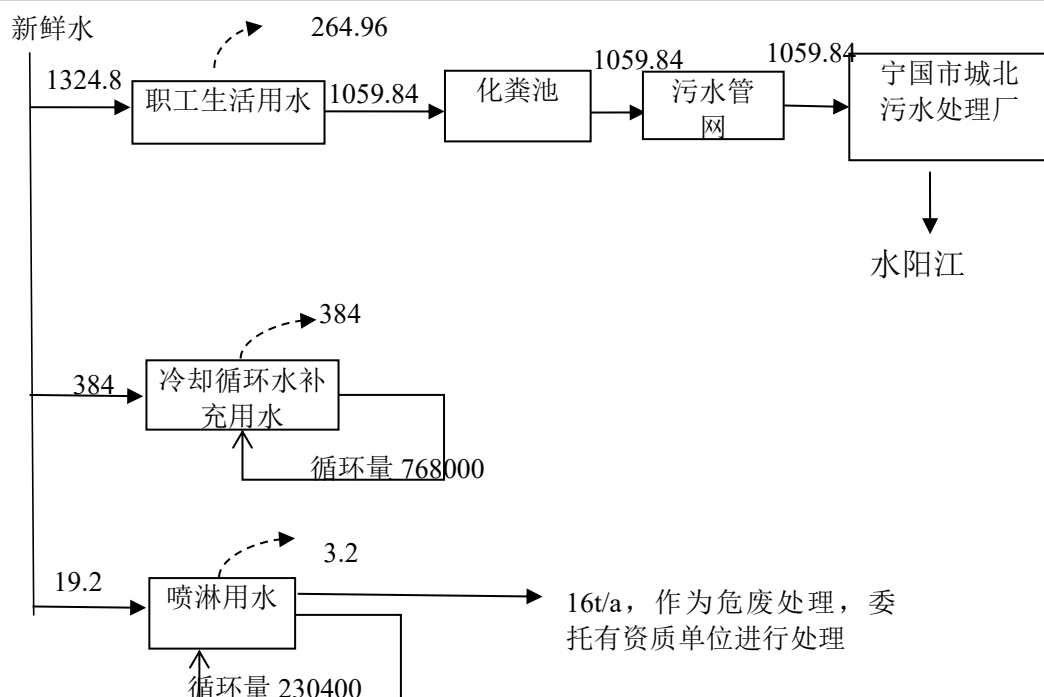 新鲜水
264.96
1324.8
职工生活用水
1059.84
化粪池
1059.84
污水管
网
1059.84
宁国市城北
污水处理厂
水阳江
384
384
冷却循环水补
充用水
循环量 768000
3.2
19.2
喷淋用水
16t/a，作为危废处理，委
托有资质单位进行处理
循环量 230400